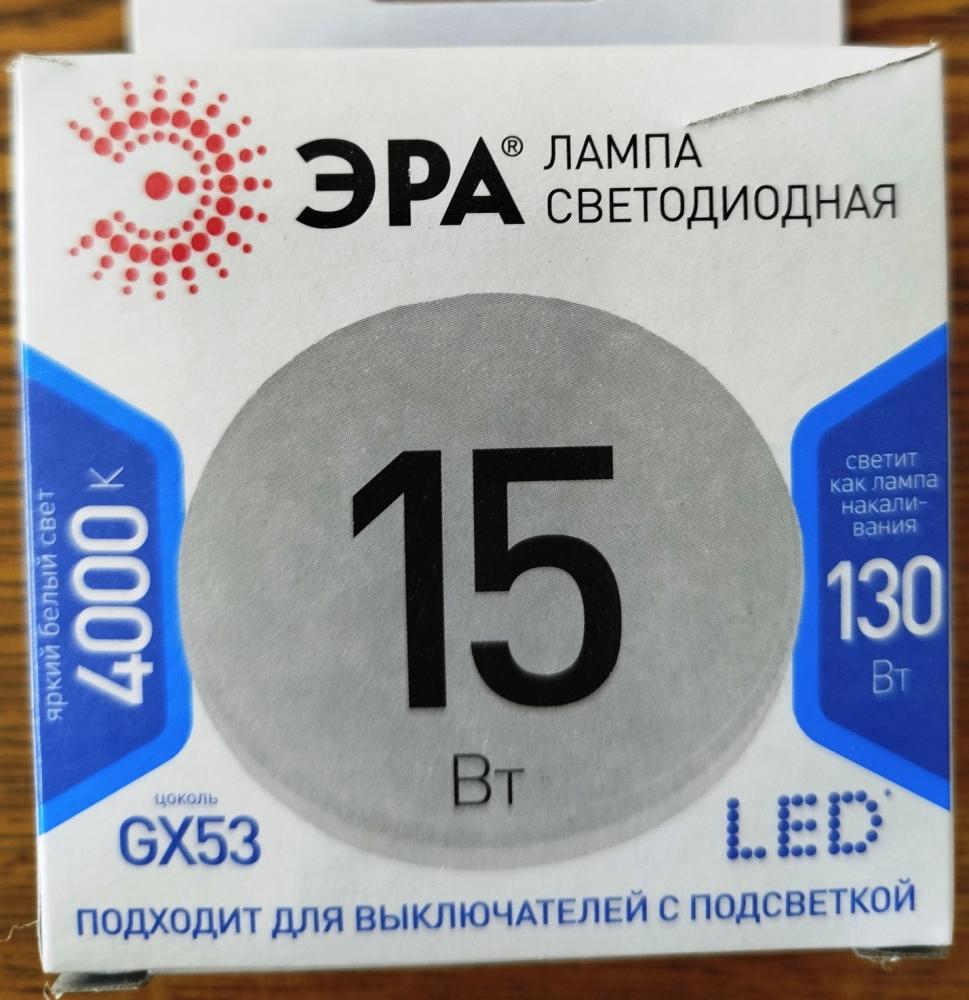 ЭРА® ЛАМПА
СВЕТОДИОДНАЯ
яркий белый свет
4000 К
15
Вт
светит
как лампа
накали-
вания
130
Вт
цоколь
GX53
LED*
ПОДХОДИТ ДЛЯ ВЫКЛЮЧАТЕЛЕЙ С ПОДСВЕТКОЙ